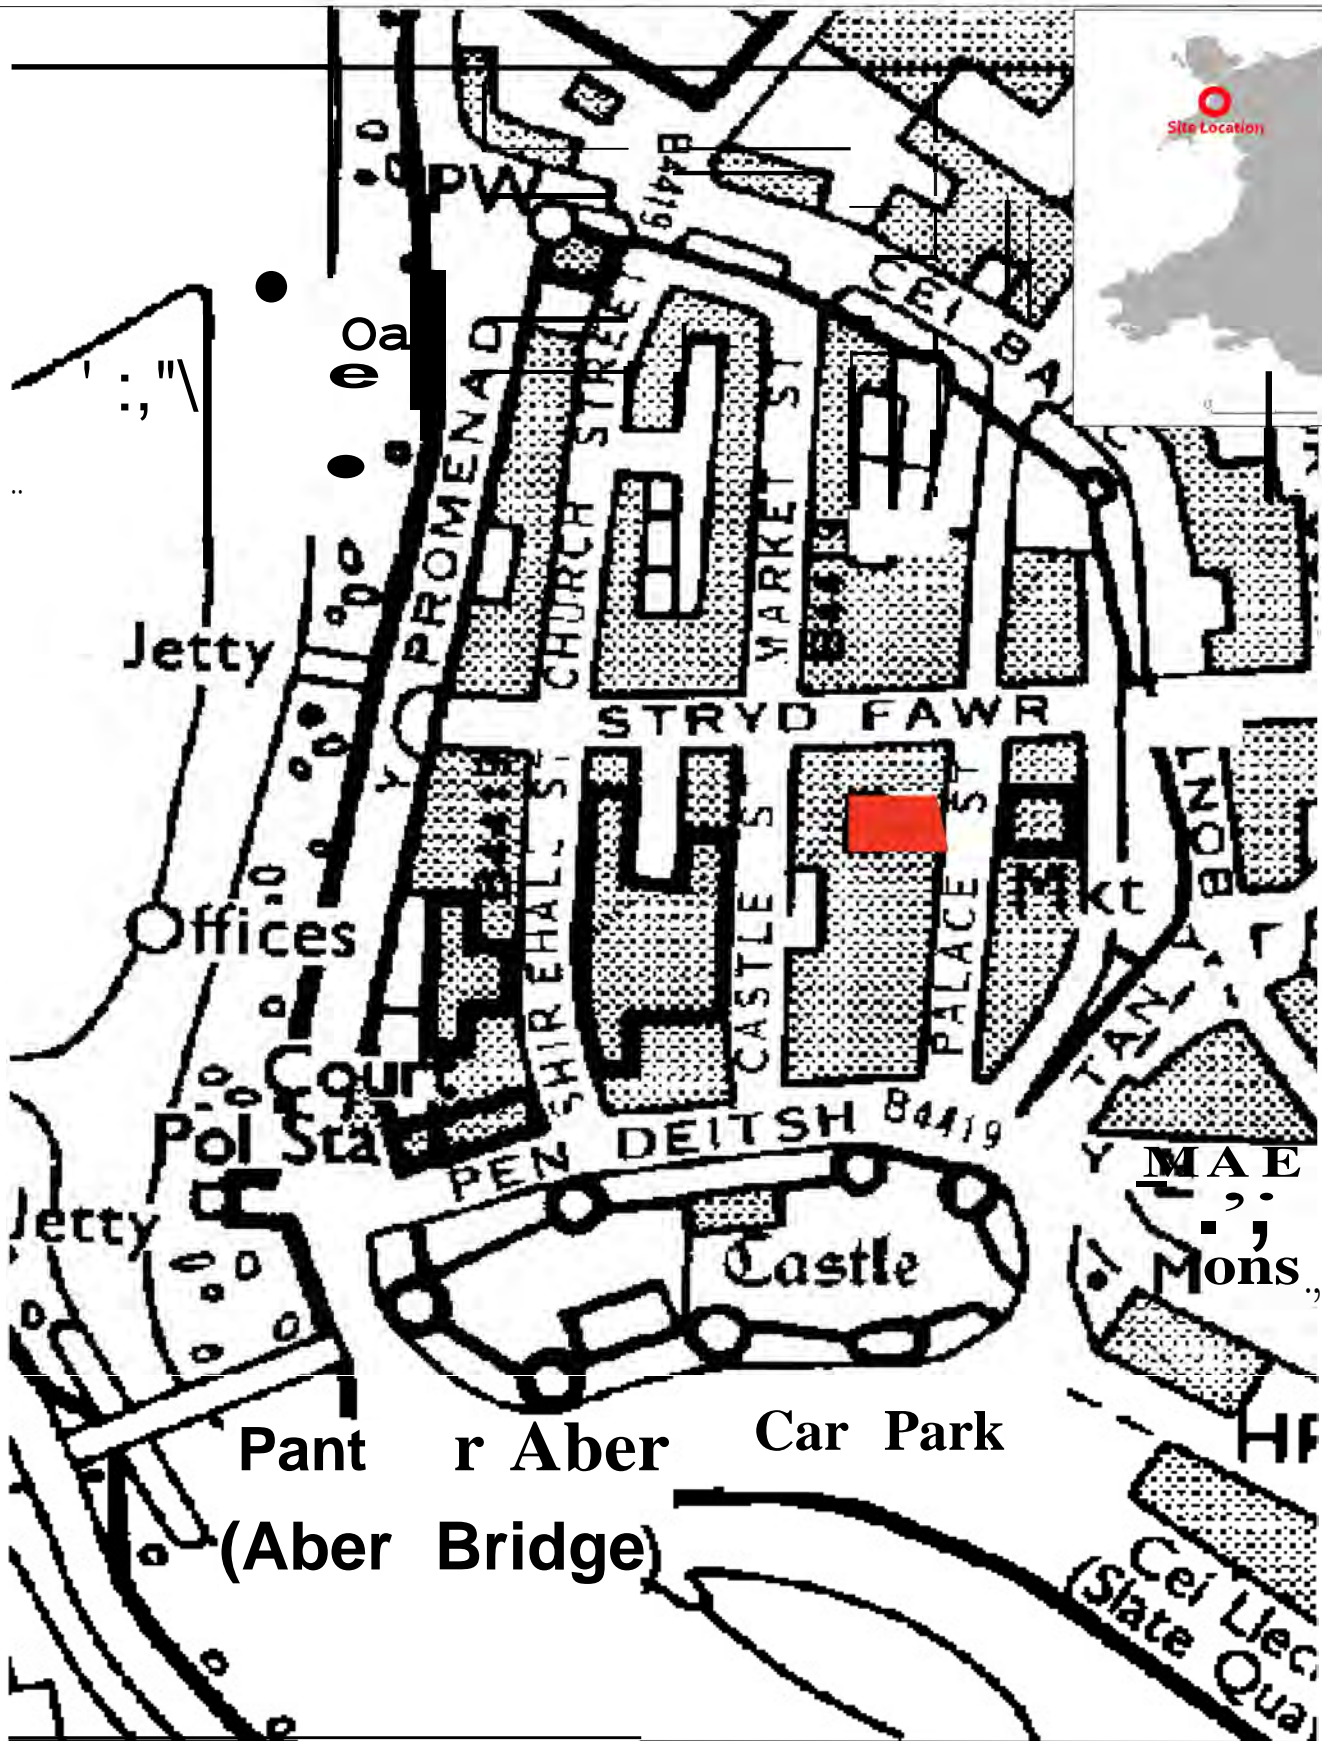 Site Location
PW
B4419
CEI BA
Oa
e
PROMENAD
CHURCH STREET
MARKET ST
B4419
Jetty
STRYD FAWR
Y
SHIREHALL ST
CASTLE ST
PALACE ST
BONT
Mkt
Offices
TAN
Y
Court
Pol Sta
PEN DEITSH B4419
MAE
Jetty
Castle
Mons
Pant r Aber
Car Park
(Aber Bridge)
Cei Llec
(Slate Qua